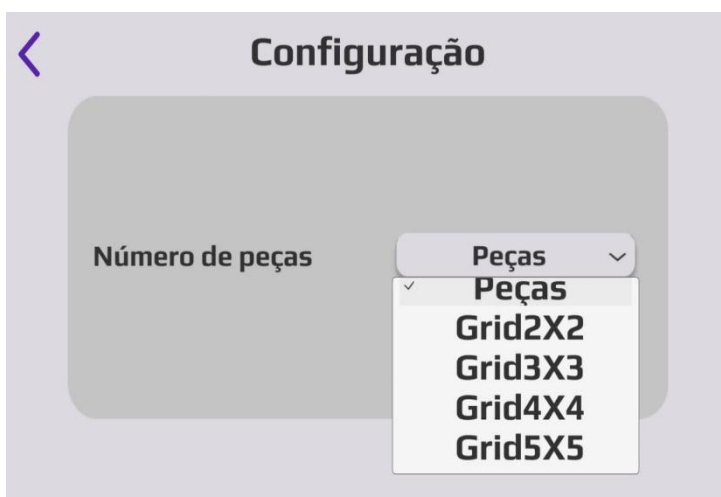 Configuração
Número de peças
Peças
Peças
Grid2X2
Grid3X3
Grid4X4
Grid5X5